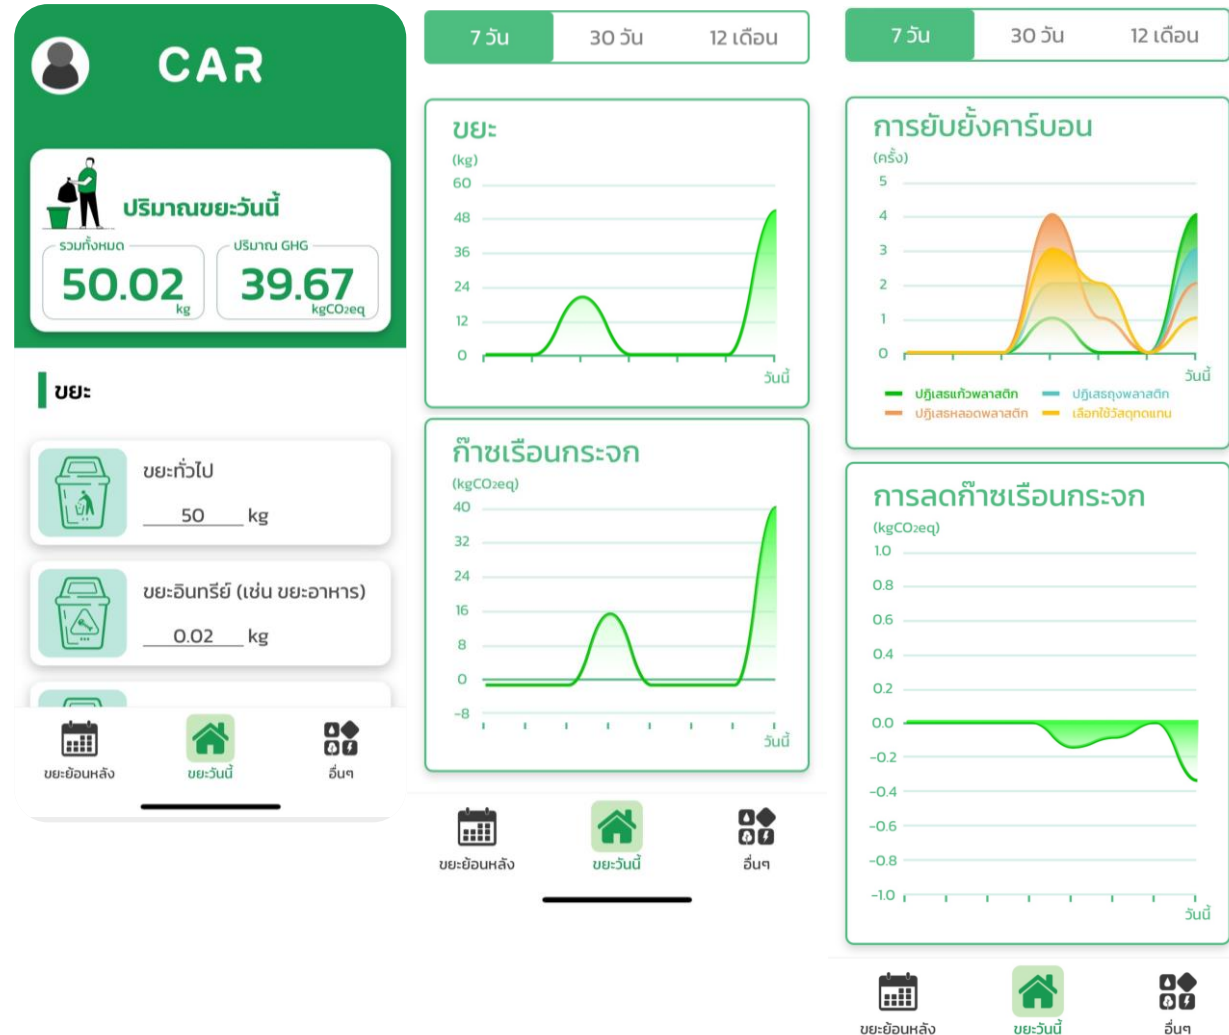 CAR
ปริมาณขยะวันนี้
รวมทั้งหมด
50.02
kg
ปริมาณ GHG
39.67
kgCO₂eq
ขยะ
ขยะทั่วไป
50 kg
ขยะอินทรีย์ (เช่น ขยะอาหาร)
0.02 kg
ขยะย้อนหลัง
ขยะวันนี้
อื่นๆ
7 วัน 30 วัน 12 เดือน
ขยะ
(kg)
60
48
36
24
12
0
วันนี้
ก๊าซเรือนกระจก
(kgCO₂eq)
40
32
24
16
8
0
-8
วันนี้
ขยะย้อนหลัง
ขยะวันนี้
อื่นๆ
7 วัน 30 วัน 12 เดือน
การยับยั้งคาร์บอน
(ครั้ง)
5
4
3
2
1
0
วันนี้
ปฏิเสธแก้วพลาสติก ปฏิเสธถุงพลาสติก
ปฏิเสธหลอดพลาสติก เลือกใช้วัสดุทดแทน
การลดก๊าซเรือนกระจก
(kgCO₂eq)
1.0
0.8
0.6
0.4
0.2
0.0
-0.2
-0.4
-0.6
-0.8
-1.0
วันนี้
ขยะย้อนหลัง
ขยะวันนี้
อื่นๆ